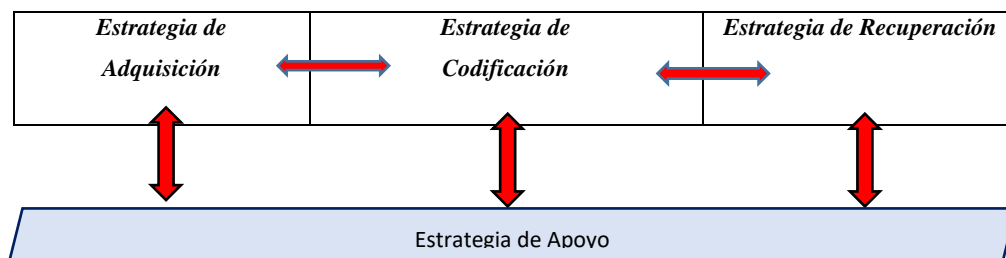 Estrategia de
Adquisición
Estrategia de
Codificación
Estrategia de Recuperación
Estrategia de Apoyo